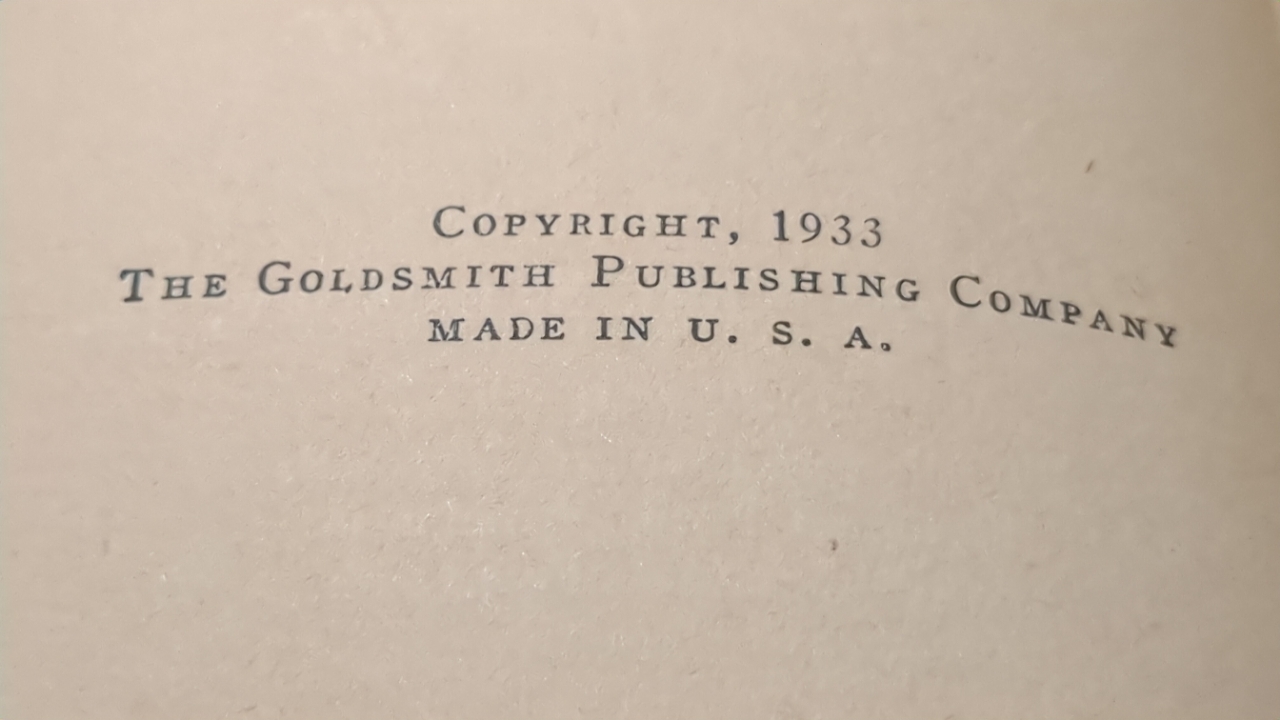 COPYRIGHT, 1933
THE GOLDSMITH PUBLISHING COMPANY
MADE IN U. S. A.